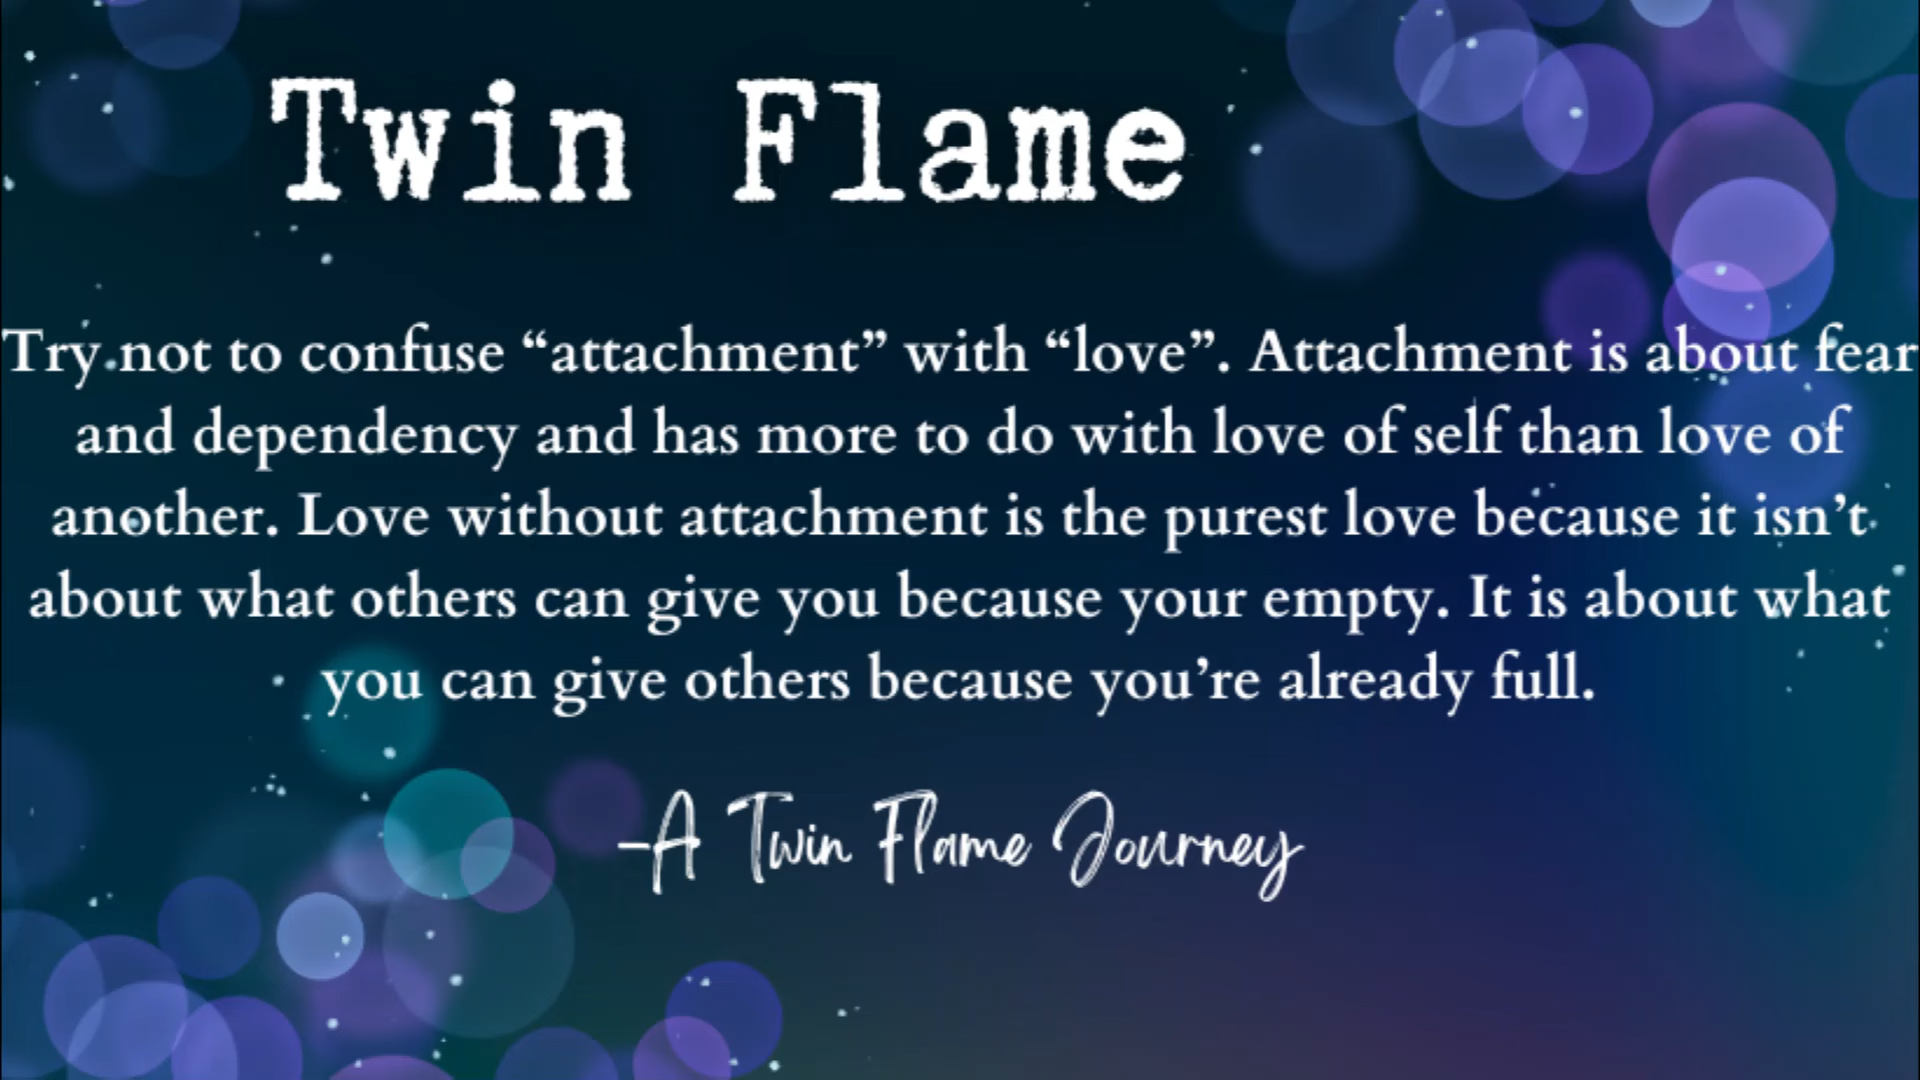 Twin Flame
Try not to confuse “attachment” with “love”. Attachment is about fear
and dependency and has more to do with love of self than love of
another. Love without attachment is the purest love because it isn’t
about what others can give you because your empty. It is about what
you can give others because you’re already full.
-A Twin Flame Journey